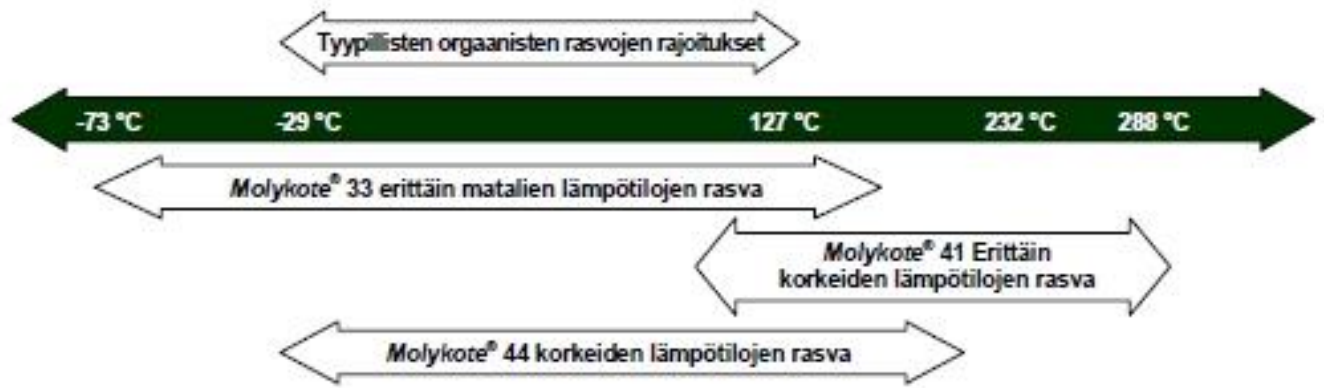 Tyypillisten orgaanisten rasvojen rajoitukset
-73 °C -29 °C 127 °C 232 °C 288 °C
Molykote® 33 erittäin matalien lämpötilojen rasva
Molykote® 41 Erittäin
korkeiden lämpötilojen rasva
Molykote® 44 korkeiden lämpötilojen rasva